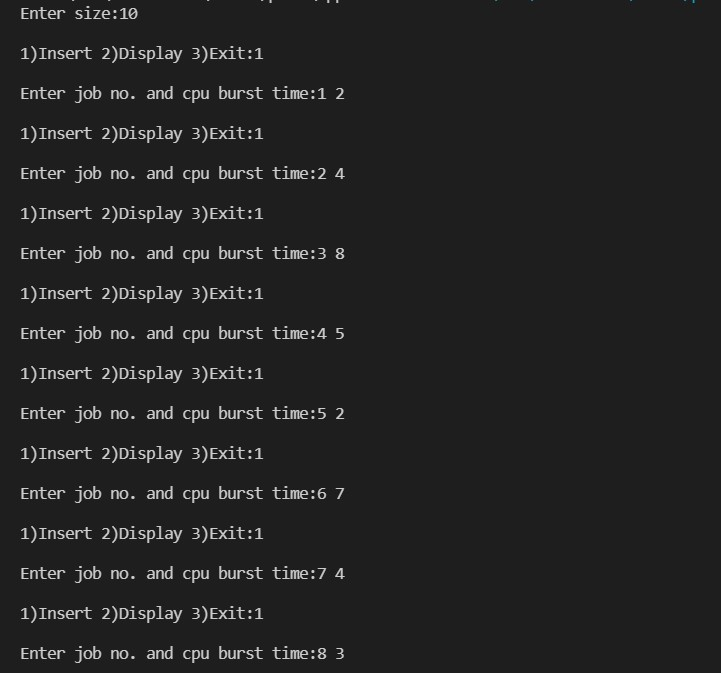 Enter size:10
1)Insert 2)Display 3)Exit:1
Enter job no. and cpu burst time:1 2
1)Insert 2)Display 3)Exit:1
Enter job no. and cpu burst time:2 4
1)Insert 2)Display 3)Exit:1
Enter job no. and cpu burst time:3 8
1)Insert 2)Display 3)Exit:1
Enter job no. and cpu burst time:4 5
1)Insert 2)Display 3)Exit:1
Enter job no. and cpu burst time:5 2
1)Insert 2)Display 3)Exit:1
Enter job no. and cpu burst time:6 7
1)Insert 2)Display 3)Exit:1
Enter job no. and cpu burst time:7 4
1)Insert 2)Display 3)Exit:1
Enter job no. and cpu burst time:8 3